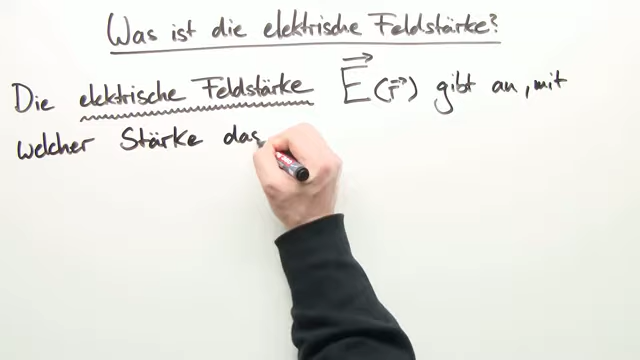 Was ist die elektrische Feldstärke?
Die elektrische Feldstärke E⃗(r⃗) gibt an, mit
welcher Stärke das